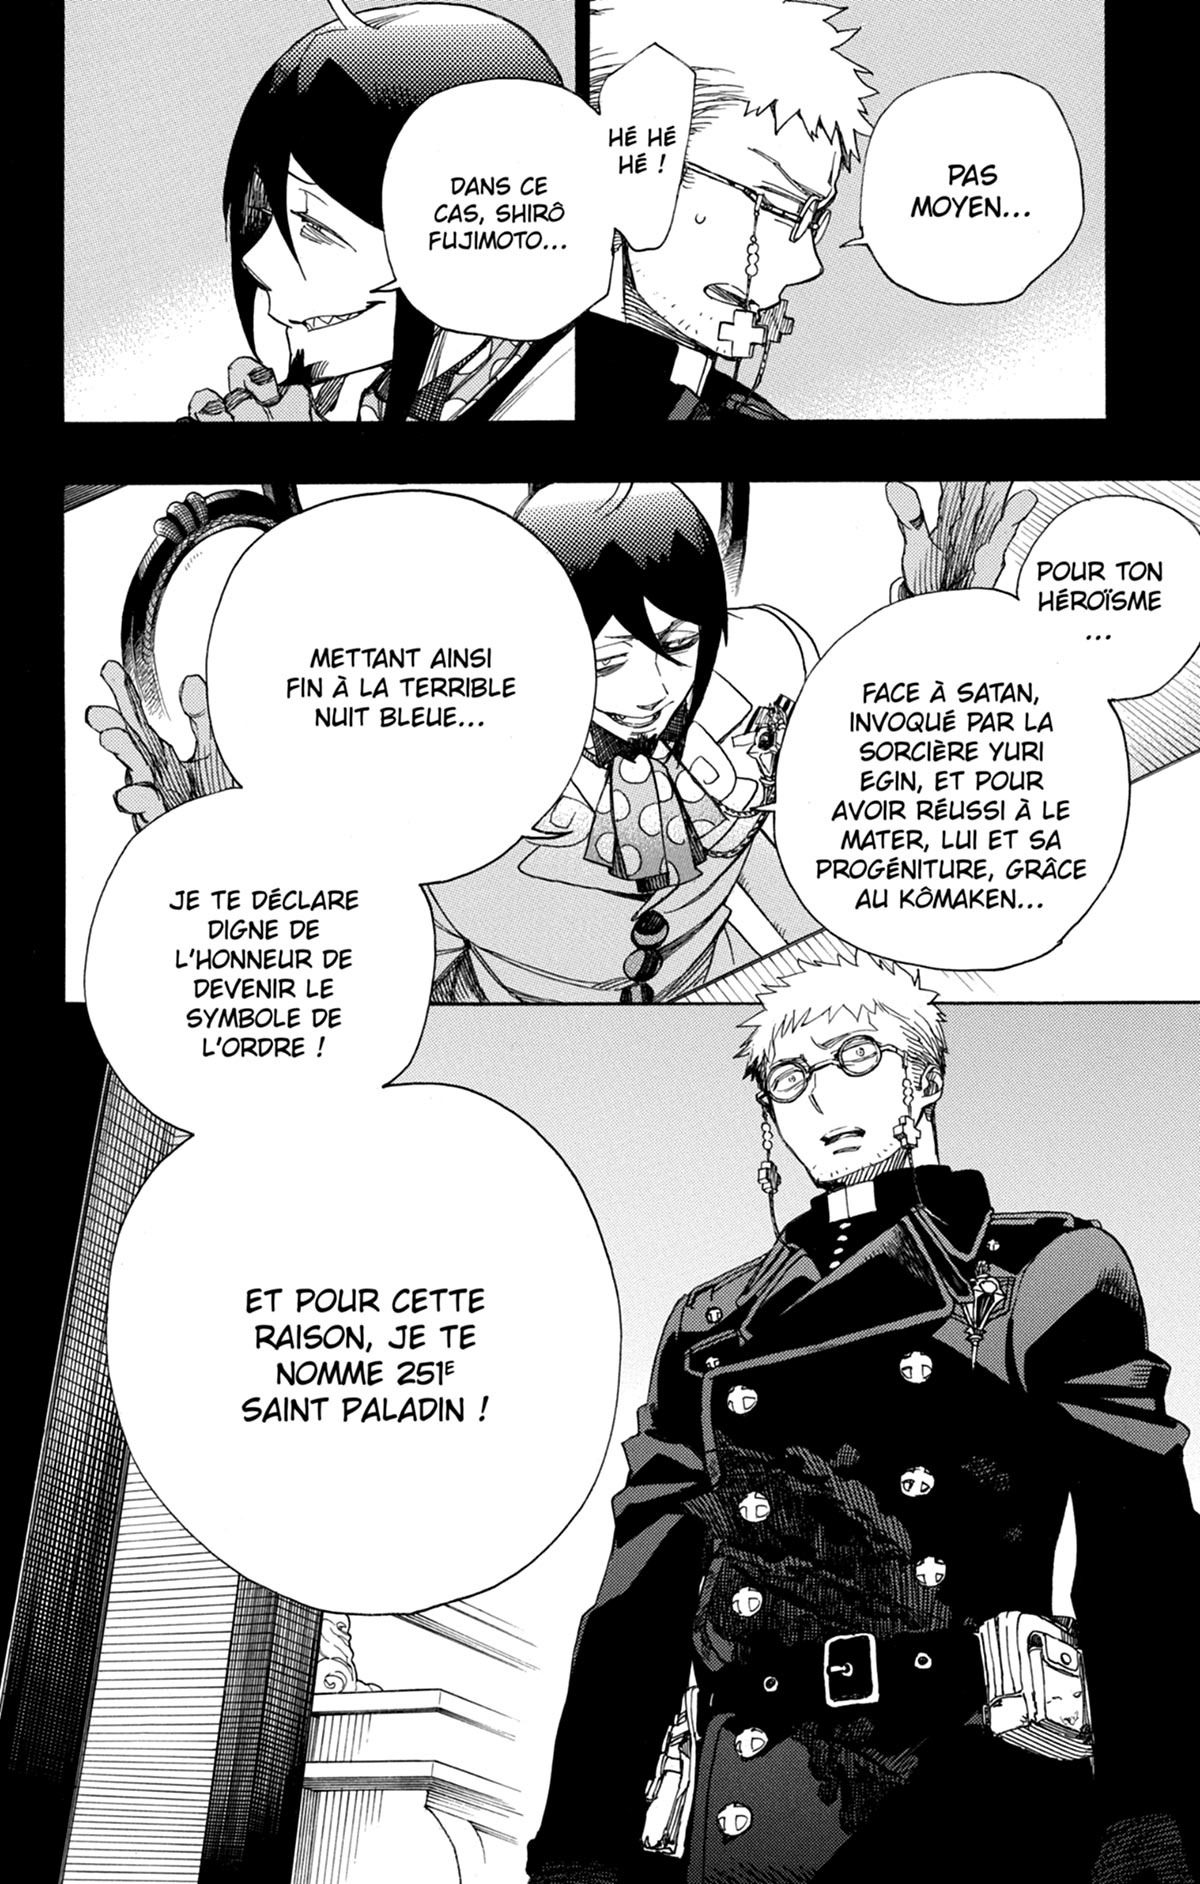 PAS
MOYEN...
HÉ HÉ
HÉ !
DANS CE
CAS, SHIRÔ
FUJIMOTO...
POUR TON
HÉROÏSME
...
FACE À SATAN,
INVOQUÉ PAR LA
SORCIÈRE YURI
EGIN, ET POUR
AVOIR RÉUSSI À LE
MATER, LUI ET SA
PROGÉNITURE, GRÂCE
AU KÔMAKEN...
METTANT AINSI
FIN À LA TERRIBLE
NUIT BLEUE...
JE TE DÉCLARE
DIGNE DE
L'HONNEUR DE
DEVENIR LE
SYMBOLE DE
L'ORDRE !
ET POUR CETTE
RAISON, JE TE
NOMME 251E
SAINT PALADIN !